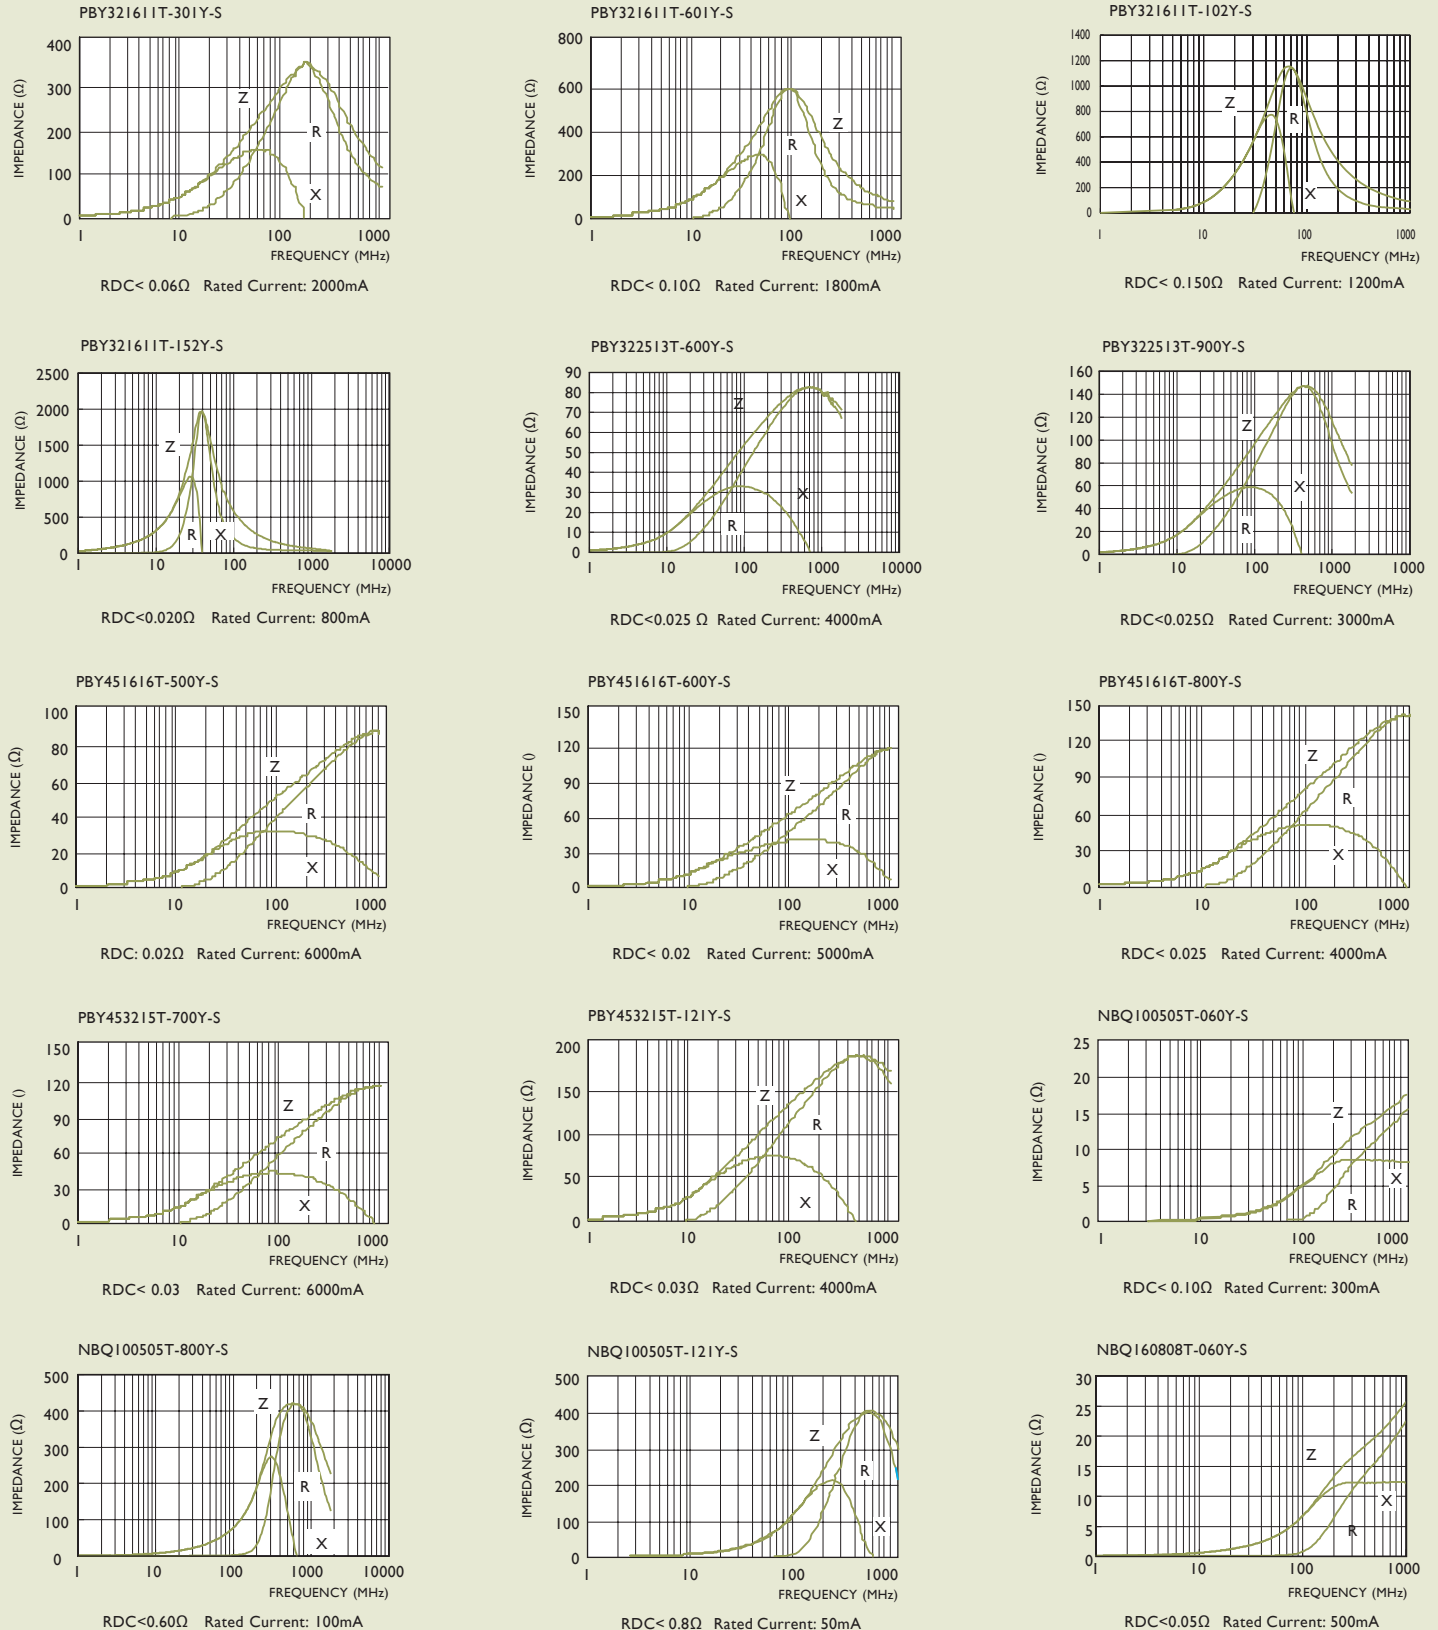 PBY321611T-301Y-S
400
300
200
100
0
IMPEDANCE (Ω)
Z
R
X
1 10 100 1000
FREQUENCY (MHz)
RDC< 0.06Ω Rated Current: 2000mA
PBY321611T-601Y-S
800
600
400
200
0
IMPEDANCE (Ω)
Z
R
X
1 10 100 1000
FREQUENCY (MHz)
RDC< 0.10Ω Rated Current: 1800mA
PBY321611T-102Y-S
1400
1200
1000
800
600
400
200
0
IMPEDANCE (Ω)
Z
R
X
1 10 100 1000
FREQUENCY (MHz)
RDC< 0.150Ω Rated Current: 1200mA
PBY321611T-152Y-S
2500
2000
1500
1000
500
0
IMPEDANCE (Ω)
Z
R X
1 10 100 1000 10000
FREQUENCY (MHz)
RDC<0.020Ω Rated Current: 800mA
PBY322513T-600Y-S
90
80
70
60
50
40
30
20
10
0
IMPEDANCE (Ω)
Z
X
R
1 10 100 1000 10000
FREQUENCY (MHz)
RDC<0.025 Ω Rated Current: 4000mA
PBY322513T-900Y-S
160
140
120
100
80
60
40
20
0
IMPEDANCE (Ω)
Z
X
R
1 10 100 1000 1000
FREQUENCY (MHz)
RDC<0.025Ω Rated Current: 3000mA
PBY451616T-500Y-S
100
80
60
40
20
0
IMPEDANCE (Ω)
Z
R
X
1 10 100 1000
FREQUENCY (MHz)
RDC: 0.02Ω Rated Current: 6000mA
PBY451616T-600Y-S
150
120
90
60
30
0
IMPEDANCE ()
Z
R
X
1 10 100 1000
FREQUENCY (MHz)
RDC< 0.02 Rated Current: 5000mA
PBY451616T-800Y-S
150
120
90
60
30
0
IMPEDANCE ()
Z
R
X
1 10 100 1000
FREQUENCY (MHz)
RDC< 0.025 Rated Current: 4000mA
PBY453215T-700Y-S
150
120
90
60
30
0
IMPEDANCE ()
Z
R
X
1 10 100 1000
FREQUENCY (MHz)
RDC< 0.03 Rated Current: 6000mA
PBY453215T-121Y-S
200
150
100
50
0
IMPEDANCE (Ω)
Z
R
X
1 10 100 1000
FREQUENCY (MHz)
RDC< 0.03Ω Rated Current: 4000mA
NBQ100505T-060Y-S
25
20
15
10
5
0
IMPEDANCE (Ω)
Z
X
R
1 10 100 1000
FREQUENCY (MHz)
RDC< 0.10Ω Rated Current: 300mA
NBQ100505T-800Y-S
500
400
300
200
100
0
IMPEDANCE (Ω)
Z
R
X
1 10 100 1000 10000
FREQUENCY (MHz)
RDC<0.60Ω Rated Current: 100mA
NBQ100505T-121Y-S
500
400
300
200
100
0
IMPEDANCE (Ω)
Z
R
X
1 10 100 1000
FREQUENCY (MHz)
RDC< 0.8Ω Rated Current: 50mA
NBQ160808T-060Y-S
30
25
20
15
10
5
0
IMPEDANCE (Ω)
Z
X
R
1 10 100 1000
FREQUENCY (MHz)
RDC<0.05Ω Rated Current: 500mA